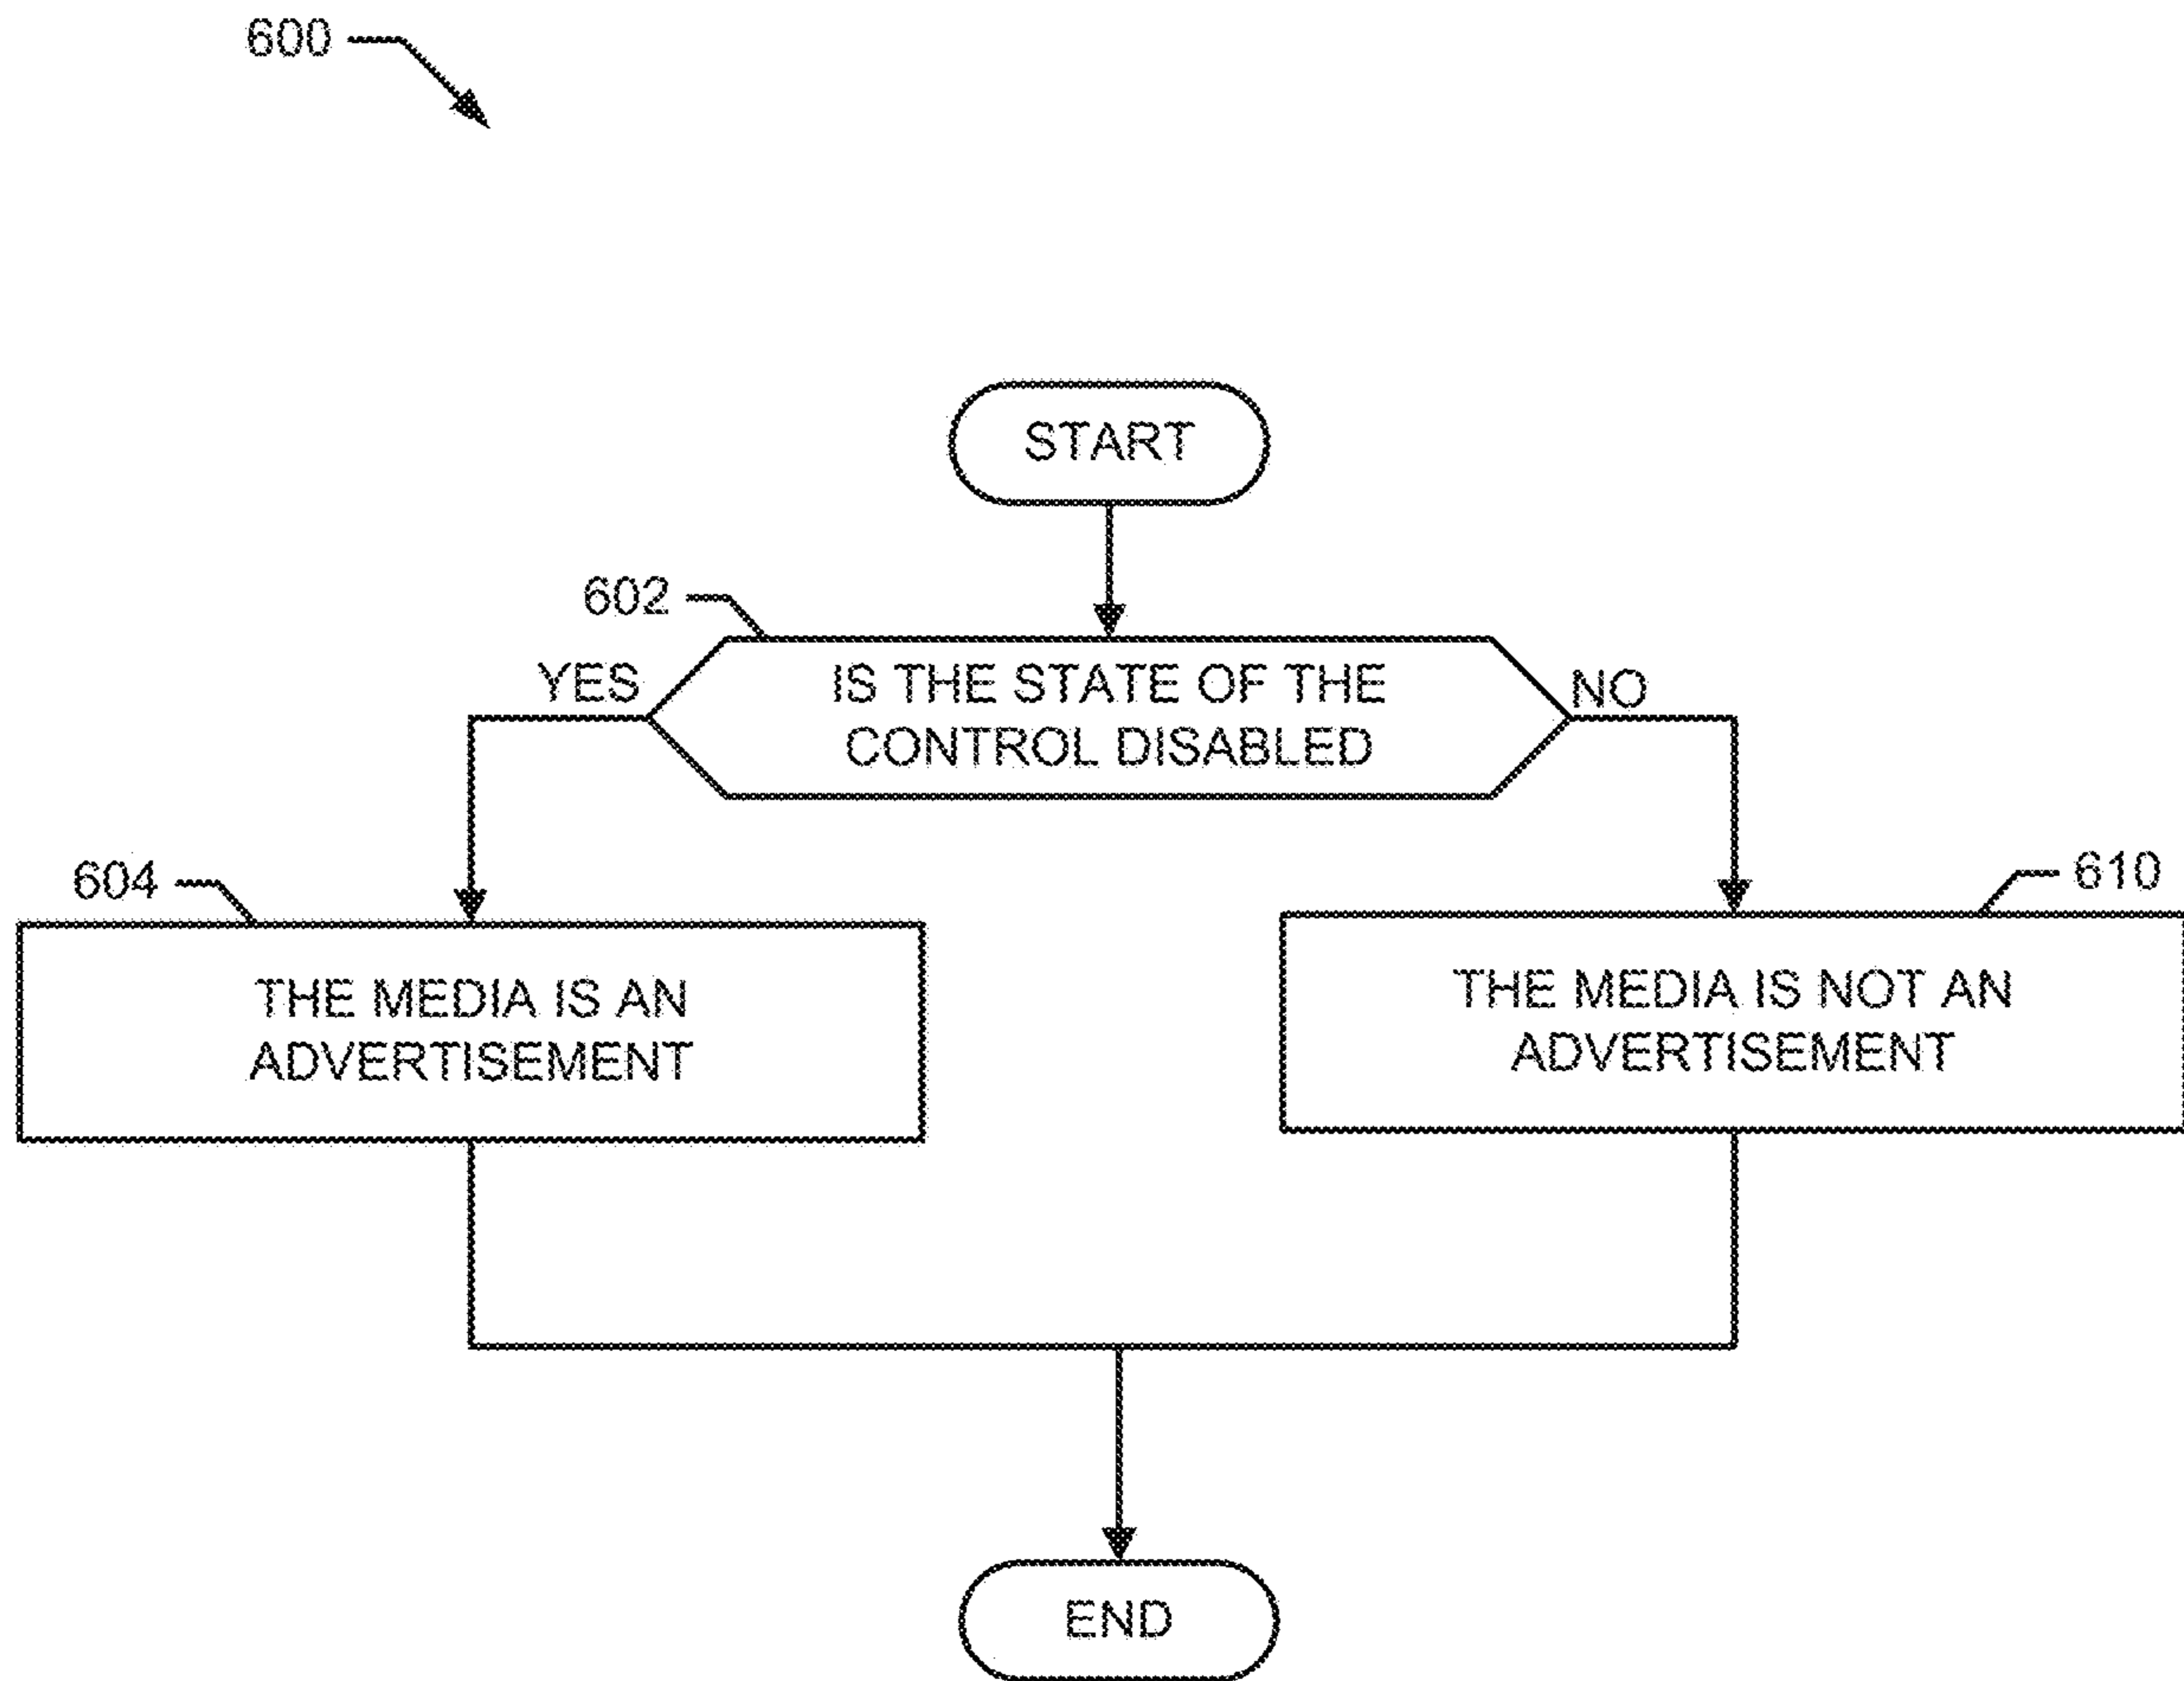 600
START
602
YES
IS THE STATE OF THE
CONTROL DISABLED
NO
604
610
THE MEDIA IS AN
ADVERTISEMENT
THE MEDIA IS NOT AN
ADVERTISEMENT
END